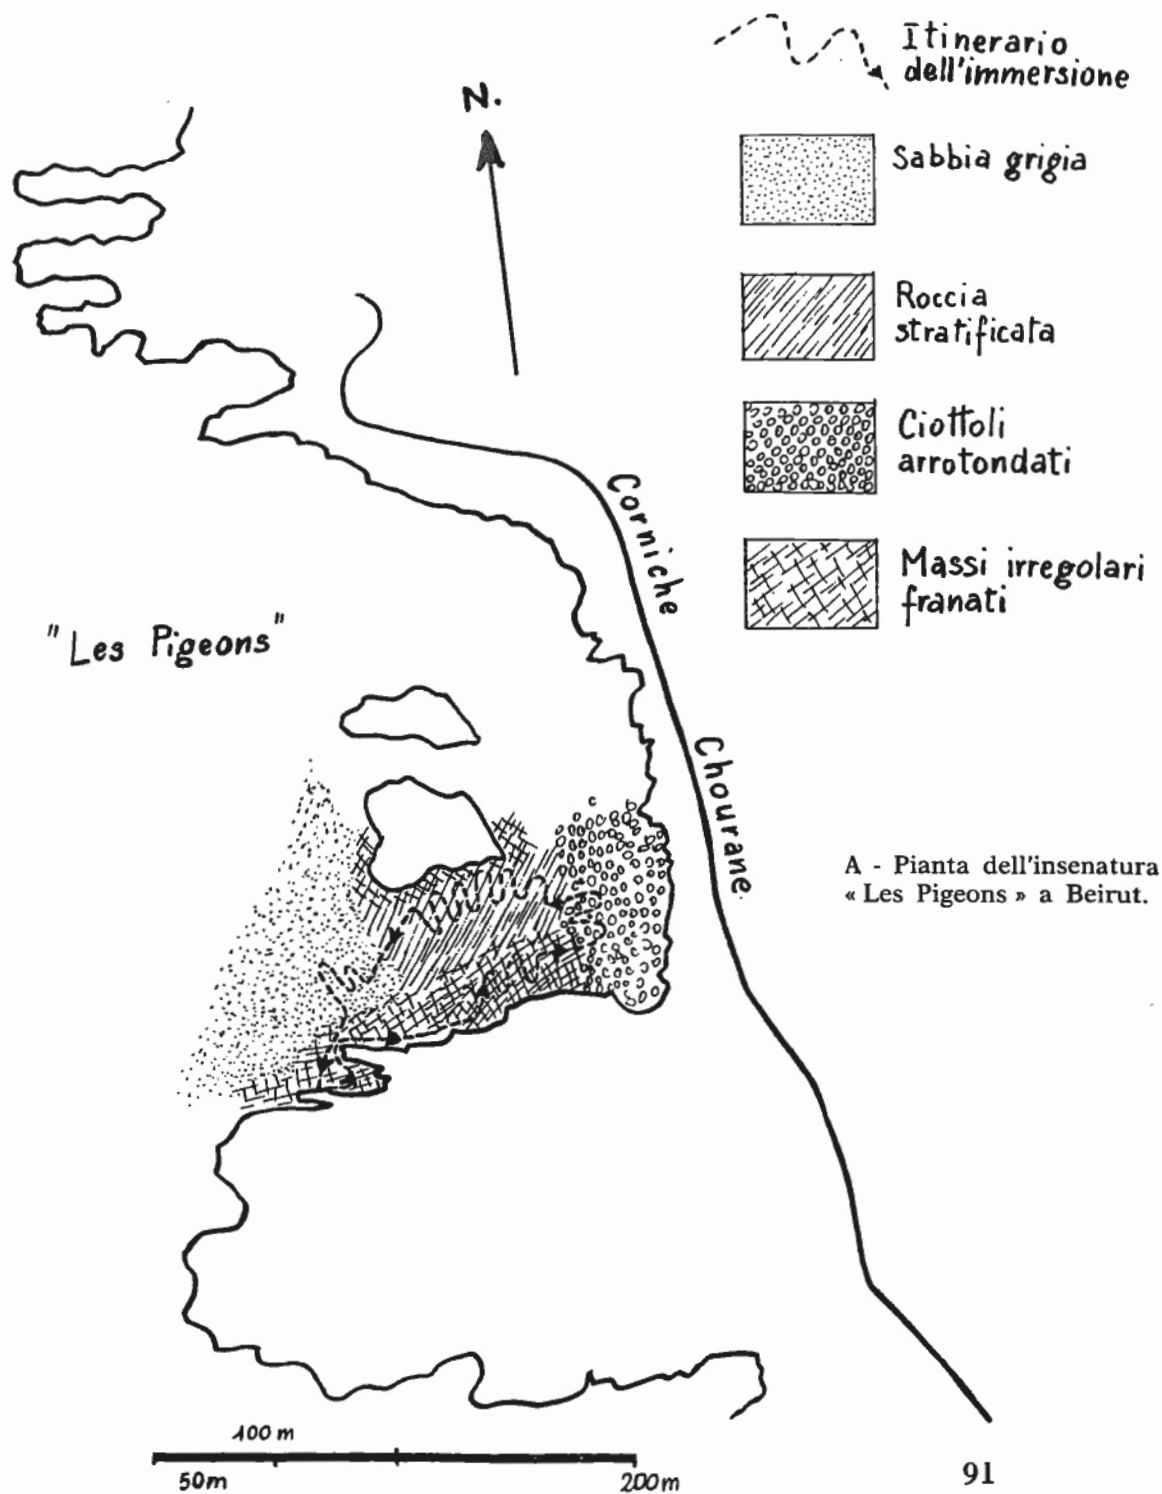 Itinerario
dell'immersione
N.
Sabbia grigia
Roccia
stratificata
Ciottoli
arrotondati
Corniche
Massi irregolari
franati
"Les Pigeons"
Chourane
A - Pianta dell'insenatura
« Les Pigeons » a Beirut.
100 m
50m
200m
91